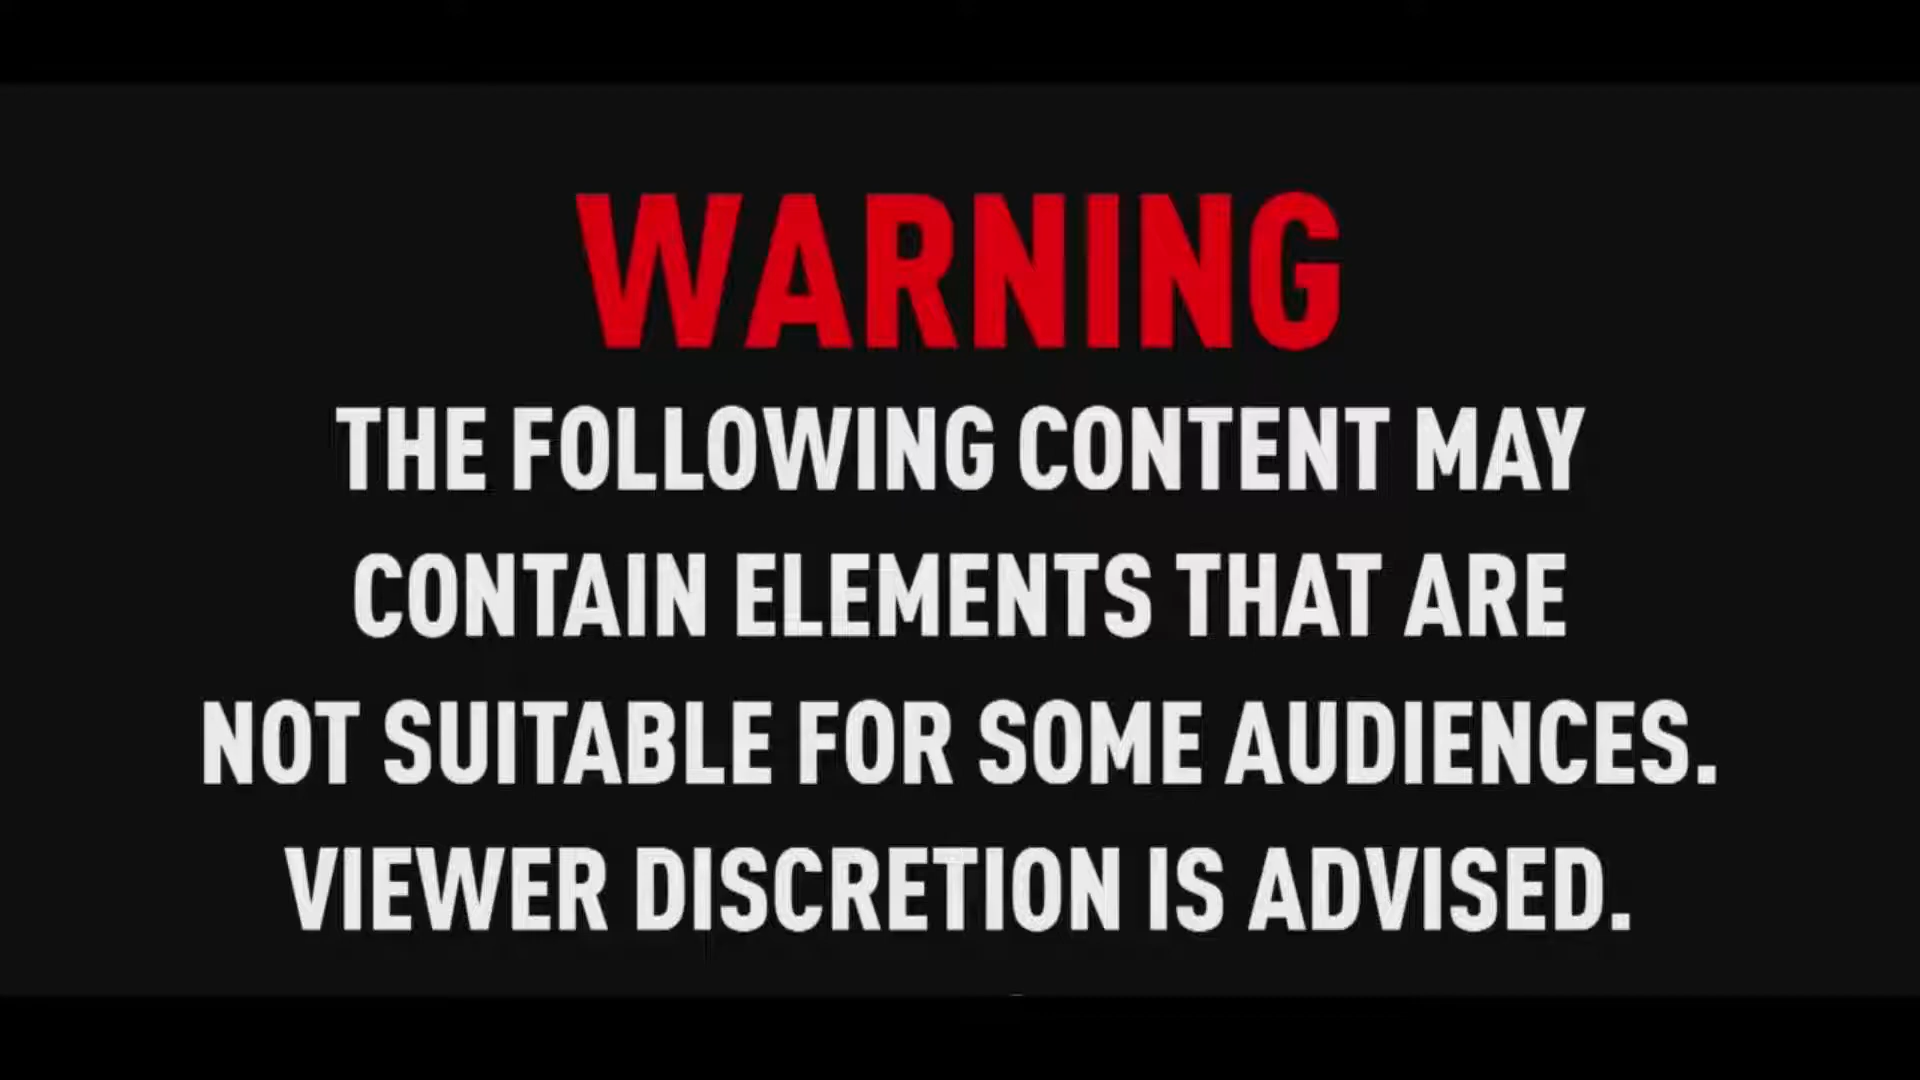 WARNING
THE FOLLOWING CONTENT MAY
CONTAIN ELEMENTS THAT ARE
NOT SUITABLE FOR SOME AUDIENCES.
VIEWER DISCRETION IS ADVISED.